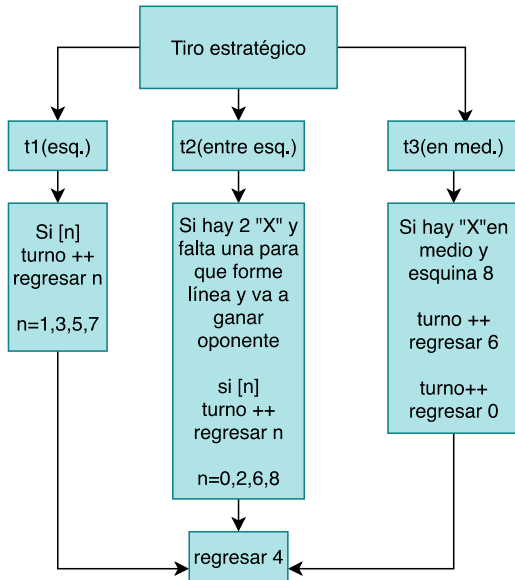 Tiro estratégico
t1(esq.)
t2(entre esq.)
t3(en med.)
Si [n]
turno ++
regresar n
n=1,3,5,7
Si hay 2 "X" y
falta una para
que forme
línea y va a
ganar
oponente
si [n]
turno ++
regresar n
n=0,2,6,8
Si hay "X"en
medio y
esquina 8
turno ++
regresar 6
turno++
regresar 0
regresar 4